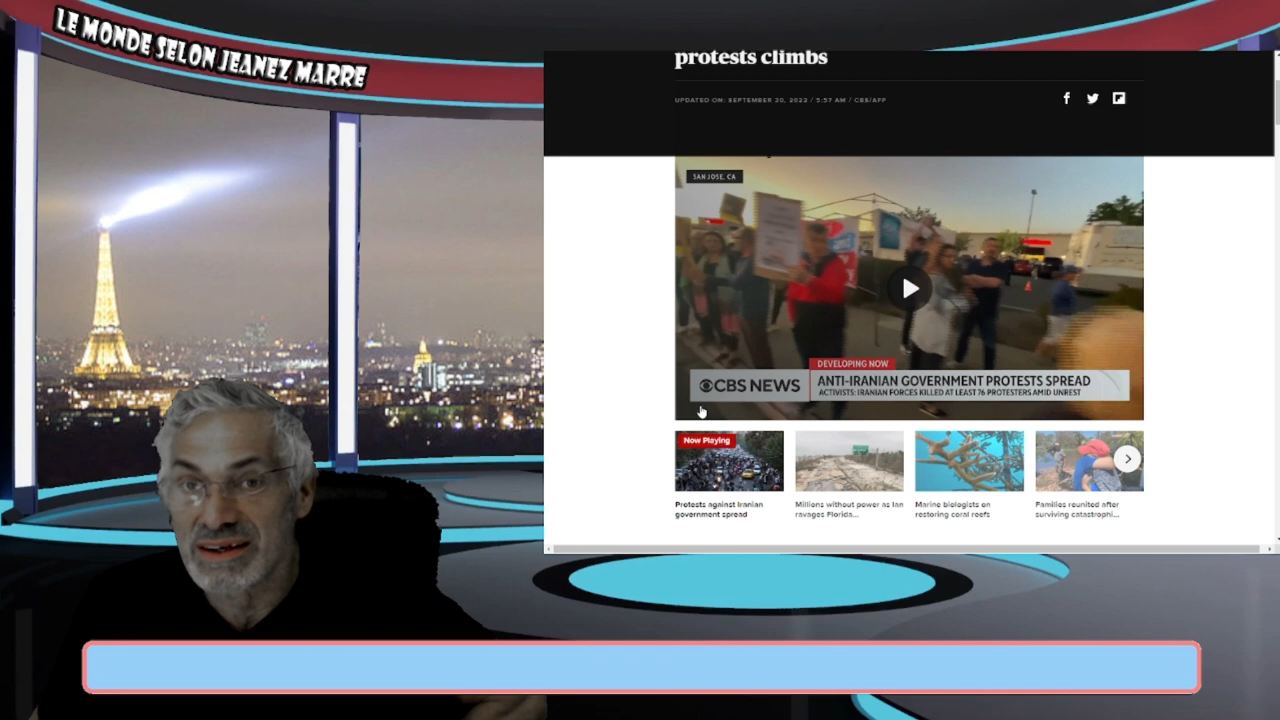 LE MONDE SELON JEANEZ MARRE
protests climbs
UPDATED ON: SEPTEMBER 20, 2022 / 5:57 AM / CBS/AFP
SAN JOSE, CA
DEVELOPING NOW
CBS NEWS
ANTI-IRANIAN GOVERNMENT PROTESTS SPREAD
ACTIVISTS: IRANIAN FORCES KILLED AT LEAST 76 PROTESTERS AMID UNREST
Now Playing
Protests against Iranian
government spread
Millions without power as Ian
ravages Florida...
Marine biologists on
restoring coral reefs
Families reunited after
surviving catastrophi...